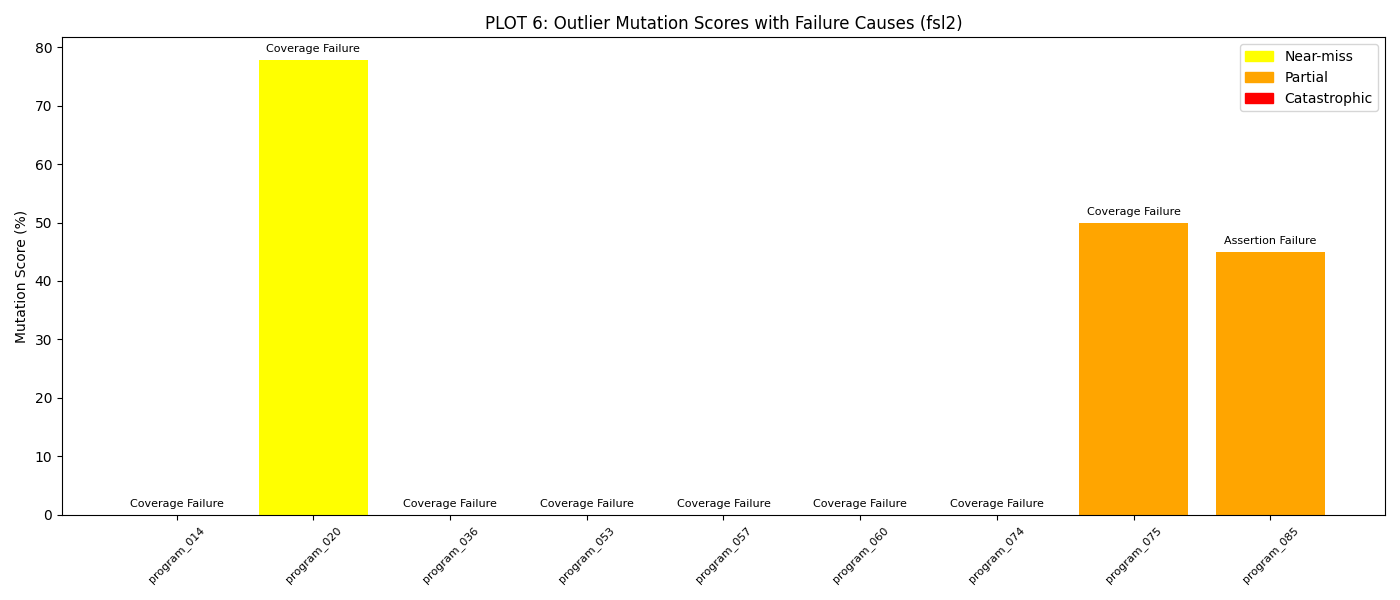 PLOT 6: Outlier Mutation Scores with Failure Causes (fsl2)
Near-miss
Partial
Catastrophic
Mutation Score (%)
80
70
60
50
40
30
20
10
0
Coverage Failure
Coverage Failure
Coverage Failure
Coverage Failure
Coverage Failure
Coverage Failure
Coverage Failure
Coverage Failure
Assertion Failure
program_014
program_020
program_036
program_053
program_057
program_060
program_074
program_075
program_085